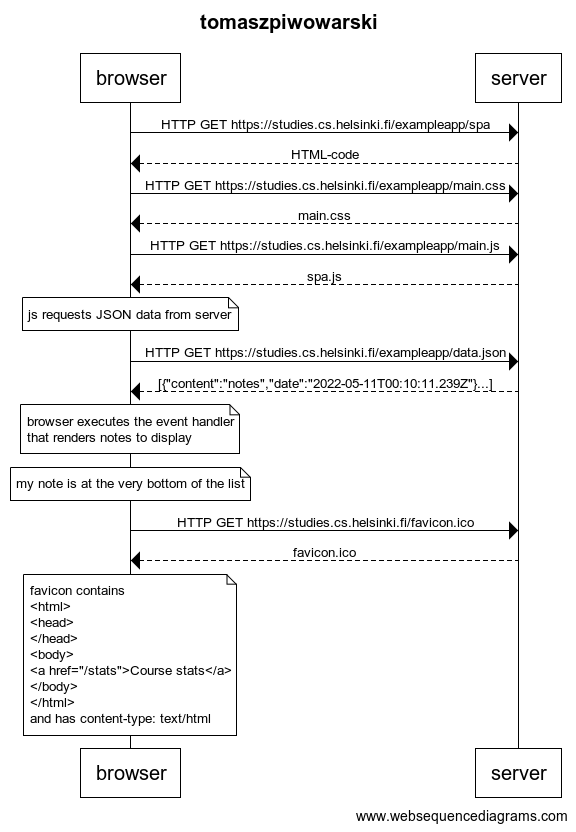 tomaszpiwowarski
browser
server
HTTP GET https://studies.cs.helsinki.fi/exampleapp/spa
HTML-code
HTTP GET https://studies.cs.helsinki.fi/exampleapp/main.css
main.css
HTTP GET https://studies.cs.helsinki.fi/exampleapp/main.js
spa.js
js requests JSON data from server
HTTP GET https://studies.cs.helsinki.fi/exampleapp/data.json
[{"content":"notes","date":"2022-05-11T00:10:11.239Z"}...]
browser executes the event handler
that renders notes to display
my note is at the very bottom of the list
HTTP GET https://studies.cs.helsinki.fi/favicon.ico
favicon.ico
favicon contains
<html>
<head>
</head>
<body>
<a href="/stats">Course stats</a>
</body>
</html>
and has content-type: text/html
browser
server
www.websequencediagrams.com